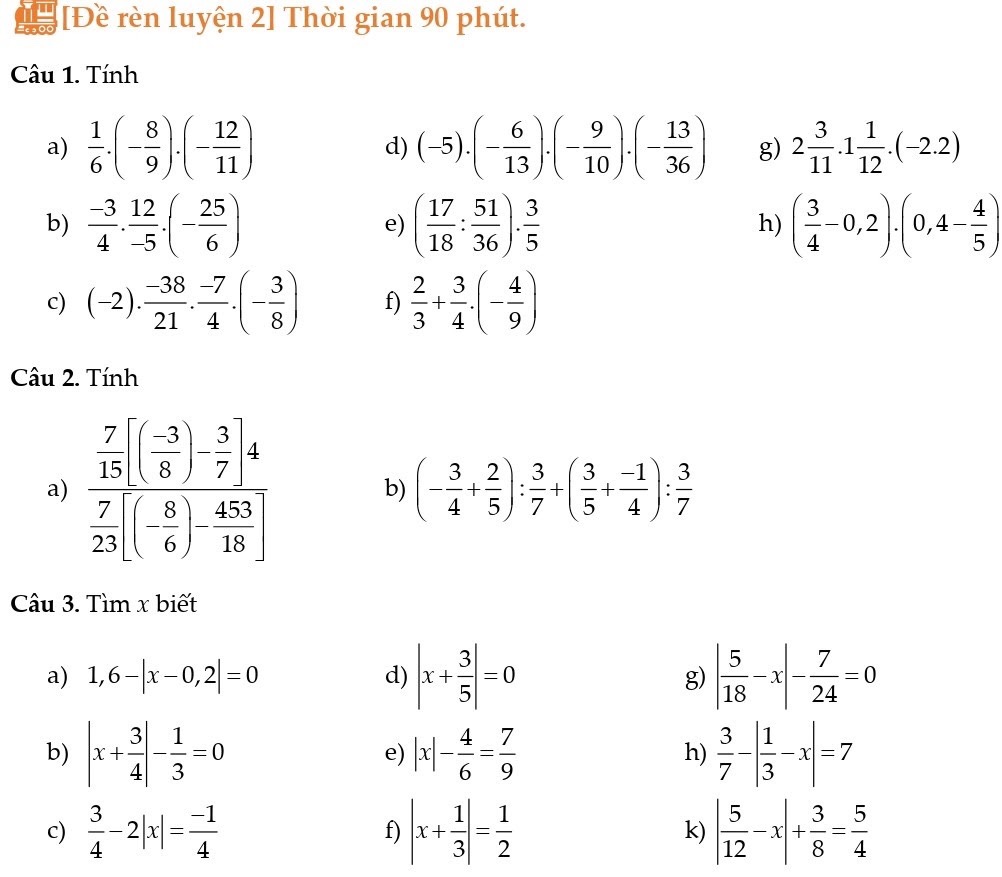 [Đề rèn luyện 2] Thời gian 90 phút.
Câu 1. Tính
a) $\frac{1}{6}.\left(-\frac{8}{9}\right).\left(-\frac{12}{11}\right)$ d) $(-5).\left(-\frac{6}{13}\right).\left(-\frac{9}{10}\right).\left(-\frac{13}{36}\right)$ g) $2\frac{3}{11}.1\frac{1}{12}.(-2.2)$
b) $\frac{-3}{4}.\frac{12}{-5}.\left(-\frac{25}{6}\right)$ e) $\left(\frac{17}{18}:\frac{51}{36}\right).\frac{3}{5}$ h) $\left(\frac{3}{4}-0,2\right).\left(0,4-\frac{4}{5}\right)$
c) $(-2).\frac{-38}{21}.\frac{-7}{4}.\left(-\frac{3}{8}\right)$ f) $\frac{2}{3}+\frac{3}{4}.\left(-\frac{4}{9}\right)$
Câu 2. Tính
a) $\frac{\frac{7}{15}\left[\left(\frac{-3}{8}\right)-\frac{3}{7}\right]4}{\frac{7}{23}\left[\left(-\frac{8}{6}\right)-\frac{453}{18}\right]}$ b) $\left(-\frac{3}{4}+\frac{2}{5}\right):\frac{3}{7}+\left(\frac{3}{5}+\frac{-1}{4}\right):\frac{3}{7}$
Câu 3. Tìm x biết
a) $1,6-|x-0,2|=0$ d) $\left|x+\frac{3}{5}\right|=0$ g) $\left|\frac{5}{18}-x\right|-\frac{7}{24}=0$
b) $\left|x+\frac{3}{4}\right|-\frac{1}{3}=0$ e) $|x|-\frac{4}{6}=\frac{7}{9}$ h) $\frac{3}{7}-\left|\frac{1}{3}-x\right|=7$
c) $\frac{3}{4}-2|x|=\frac{-1}{4}$ f) $\left|x+\frac{1}{3}\right|=\frac{1}{2}$ k) $\left|\frac{5}{12}-x\right|+\frac{3}{8}=\frac{5}{4}$